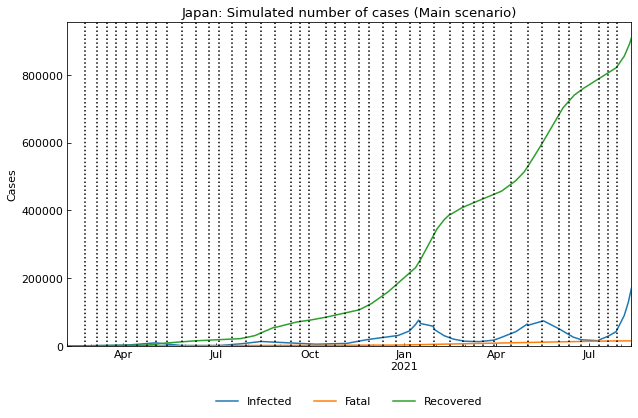 Japan: Simulated number of cases (Main scenario)
800000
600000
400000
200000
0
Cases
Apr
Jul
Oct
Jan
2021
Apr
Jul
Infected
Fatal
Recovered